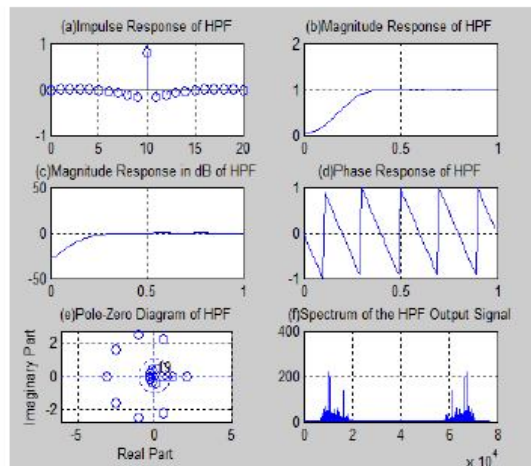 (a)Impulse Response of HPF
(b)Magnitude Response of HPF
1
0
-1
0 5 10 15 20
2
1
0
0 0.5 1
(c)Magnitude Response in dB of HPF
(d)Phase Response of HPF
50
0
-50
0 0.5 1
1
0
-1
0 0.5 1
(e)Pole-Zero Diagram of HPF
(f)Spectrum of the HPF Output Signal
Imaginary Part
2
0
-2
-5 0 5
Real Part
400
200
0
0 2 4 6 8
x 10^4